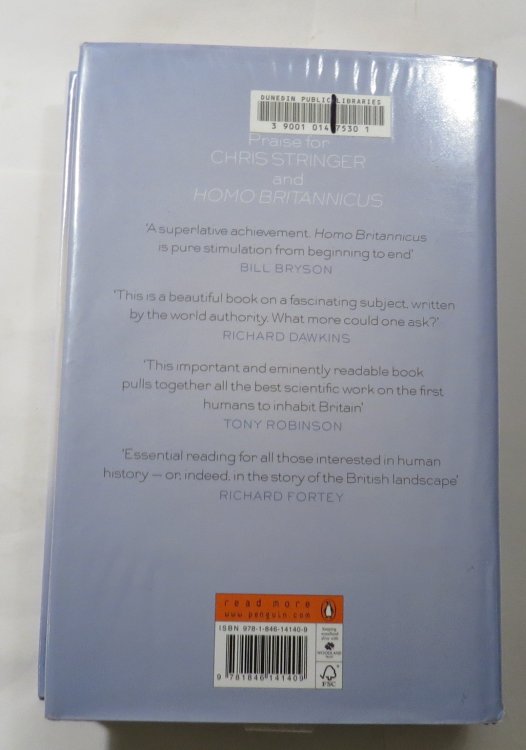 DUNEDIN PUBLIC LIBRARIES
3 9001 014 7530 1
Praise for
CHRIS STRINGER
and
HOMO BRITANNICUS
'A superlative achievement. Homo Britannicus
is pure stimulation from beginning to end'
BILL BRYSON
'This is a beautiful book on a fascinating subject, written
by the world authority. What more could one ask?'
RICHARD DAWKINS
'This important and eminently readable book
pulls together all the best scientific work on the first
humans to inhabit Britain'
TONY ROBINSON
'Essential reading for all those interested in human
history — or, indeed, in the story of the British landscape'
RICHARD FORTEY
read more
www.penguin.com
ISBN 978-1-846-14140-9
9 781846 141409
FSC